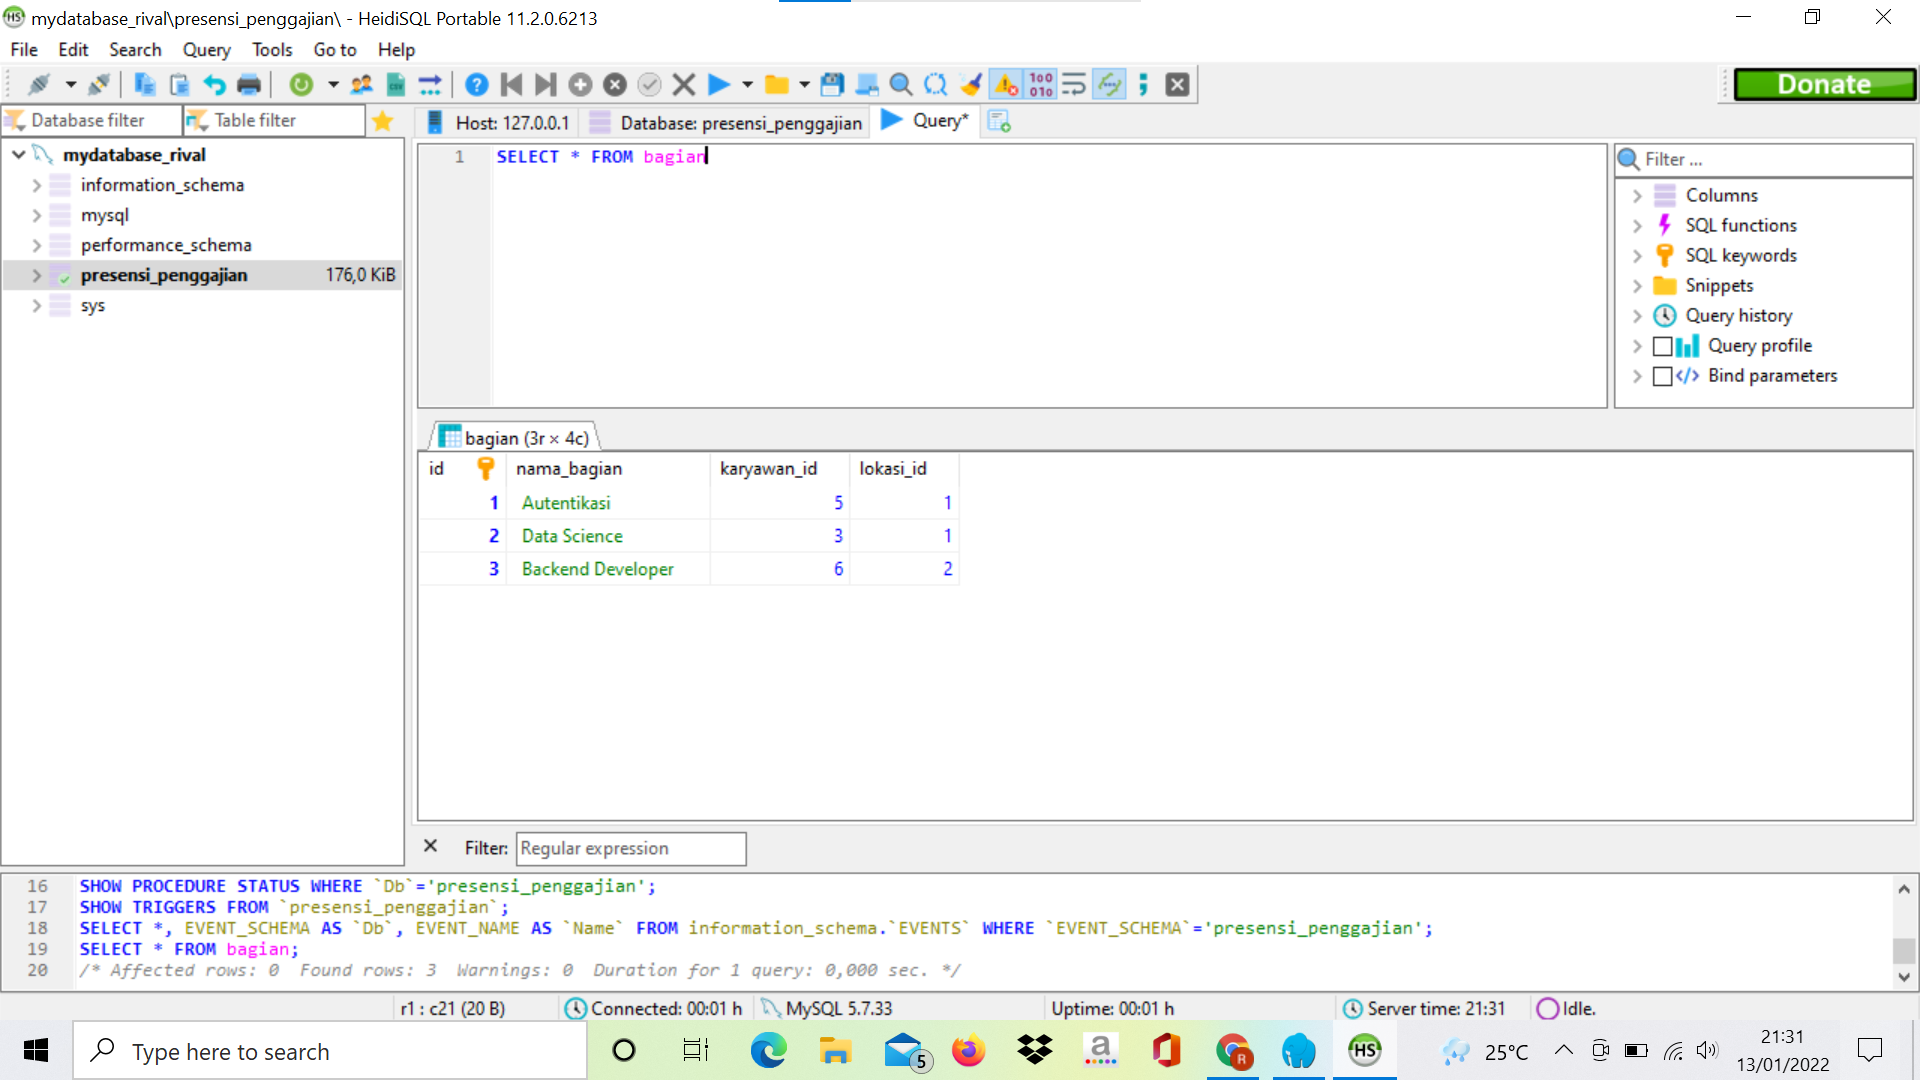 HS mydatabase_rival\presensi_penggajian\ - HeidiSQL Portable 11.2.0.6213
File Edit Search Query Tools Go to Help
Donate
Database filter Table filter Host: 127.0.0.1 Database: presensi_penggajian Query*
mydatabase_rival
information_schema
mysql
performance_schema
presensi_penggajian 176,0 KiB
sys
1 SELECT * FROM bagian
Filter ...
Columns
SQL functions
SQL keywords
Snippets
Query history
Query profile
Bind parameters
bagian (3r × 4c)
id nama_bagian karyawan_id lokasi_id
1 Autentikasi 5 1
2 Data Science 3 1
3 Backend Developer 6 2
Filter: Regular expression
16 SHOW PROCEDURE STATUS WHERE `Db`='presensi_penggajian';
17 SHOW TRIGGERS FROM `presensi_penggajian`;
18 SELECT *, EVENT_SCHEMA AS `Db`, EVENT_NAME AS `Name` FROM information_schema.`EVENTS` WHERE `EVENT_SCHEMA`='presensi_penggajian';
19 SELECT * FROM bagian;
20 /* Affected rows: 0 Found rows: 3 Warnings: 0 Duration for 1 query: 0,000 sec. */
r1 : c21 (20 B) Connected: 00:01 h MySQL 5.7.33 Uptime: 00:01 h Server time: 21:31 Idle.
Type here to search
5
a
R
HS
25°C
21:31
13/01/2022